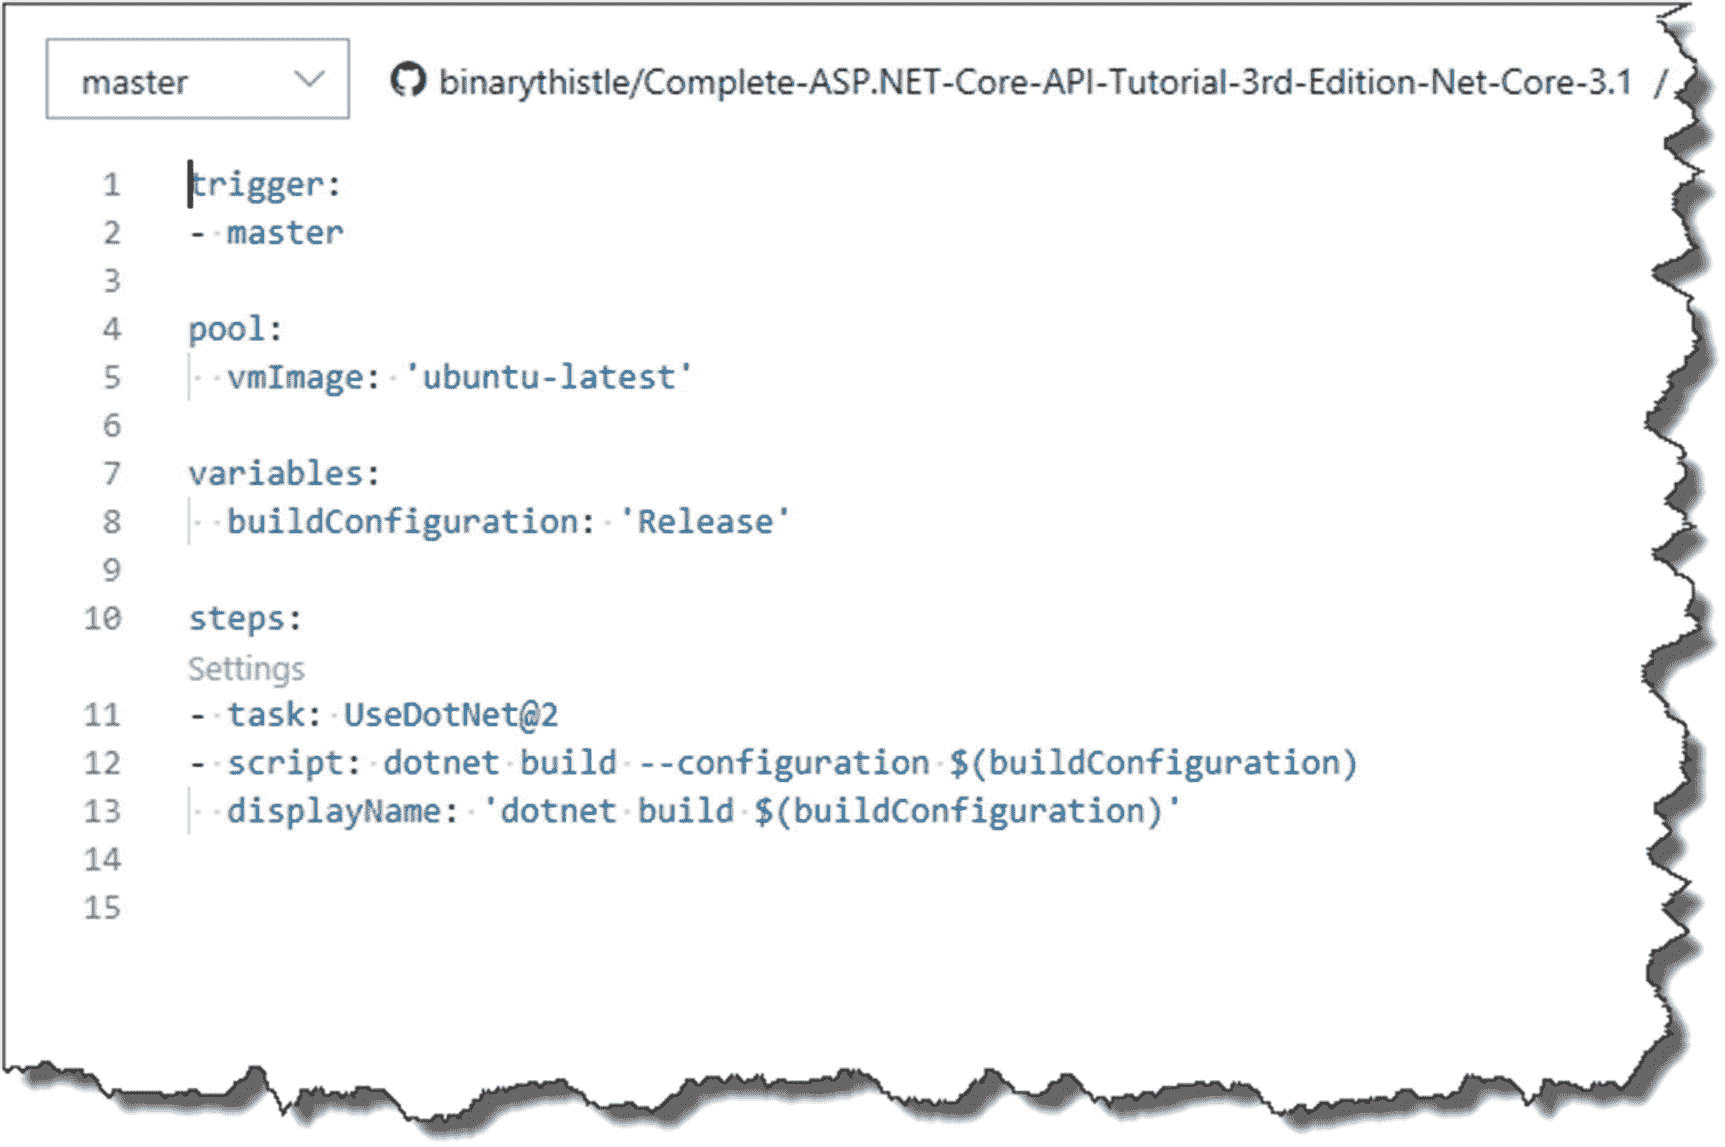 master
binarythistle/Complete-ASP.NET-Core-API-Tutorial-3rd-Edition-Net-Core-3.1 /
1 trigger:
2 - master
3
4 pool:
5 vmImage: 'ubuntu-latest'
6
7 variables:
8 buildConfiguration: 'Release'
9
10 steps:
Settings
11 - task: UseDotNet@2
12 - script: dotnet build --configuration $(buildConfiguration)
13 displayName: 'dotnet build $(buildConfiguration)'
14
15